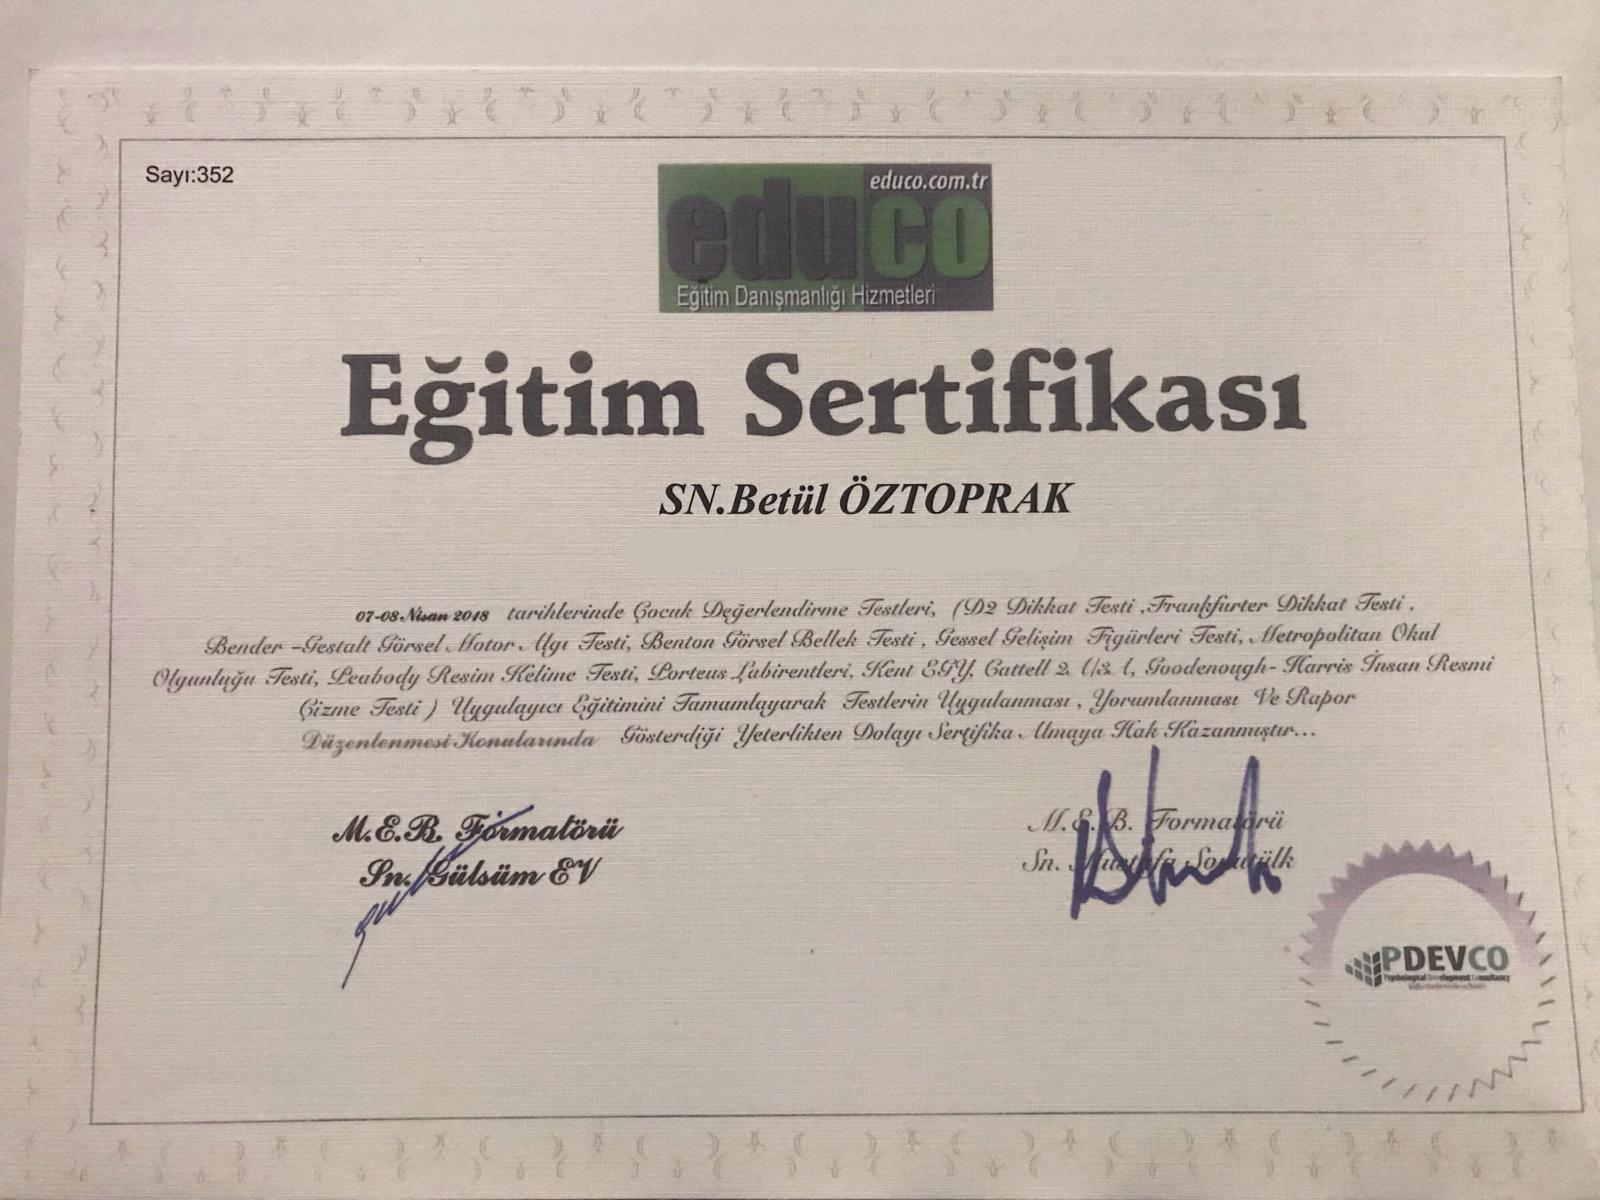 Sayı:352
educo.com.tr
educo
Eğitim Danışmanlığı Hizmetleri
Eğitim Sertifikası
SN.Betül ÖZTOPRAK
07-08-Nisan 2018 tarihlerinde Çocuk Değerlendirme Testleri, (D2 Dikkat Testi ,Frankfurter Dikkat Testi ,
Bender -Gestalt Görsel Motor Algı Testi, Benton Görsel Bellek Testi , Gessel Gelişim Figürleri Testi, Metropolitan Okul
Olgunluğu Testi, Peabody Resim Kelime Testi, Porteus Labirentleri, Kent EGY, Cattell 2 A/3 A, Goodenough- Harris İnsan Resmi
Çizme Testi ) Uygulayıcı Eğitimini Tamamlayarak Testlerin Uygulanması , Yorumlanması Ve Rapor
Düzenlenmesi Konularında Gösterdiği Yeterlikten Dolayı Sertifika Almaya Hak Kazanmıştır...
M.E.B. Formatörü
Sn. Gülsüm EV
M.E.B. Formatörü
Sn. Mustafa
PDEVCO
Psychological Development Consultancy